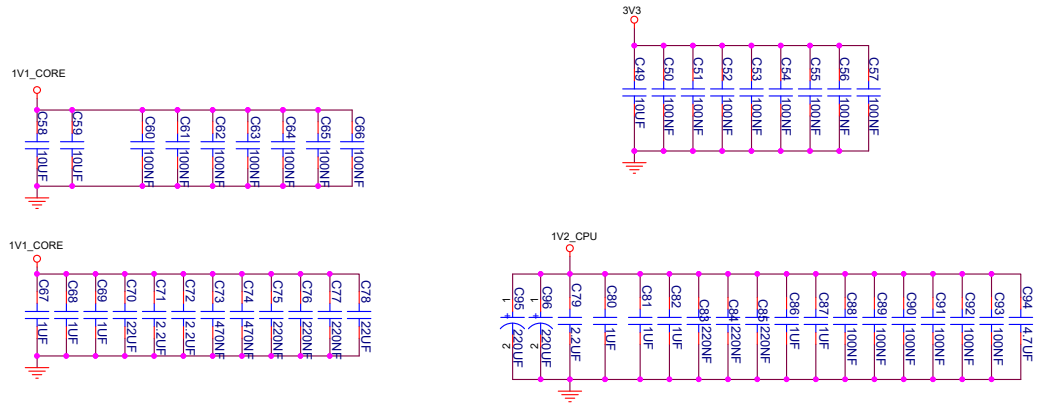 3V3
C49 10UF
C50 100NF
C51 100NF
C52 100NF
C53 100NF
C54 100NF
C55 100NF
C56 100NF
C57 100NF
1V1_CORE
C58 10UF
C59 10UF
C60 100NF
C61 100NF
C62 100NF
C63 100NF
C64 100NF
C65 100NF
C66 100NF
1V1_CORE
C67 1UF
C68 1UF
C69 1UF
C70 22UF
C71 2.2UF
C72 2.2UF
C73 470NF
C74 470NF
C75 220NF
C76 220NF
C77 220NF
C78 22UF
1V2_CPU
1 C95 + 2 220UF
1 C96 + 2 220UF
C79 2.2UF
C80 1UF
C81 1UF
C82 1UF
C83 220NF
C84 220NF
C85 220NF
C86 1UF
C87 1UF
C88 100NF
C89 100NF
C90 100NF
C91 100NF
C92 100NF
C93 100NF
C94 4.7UF